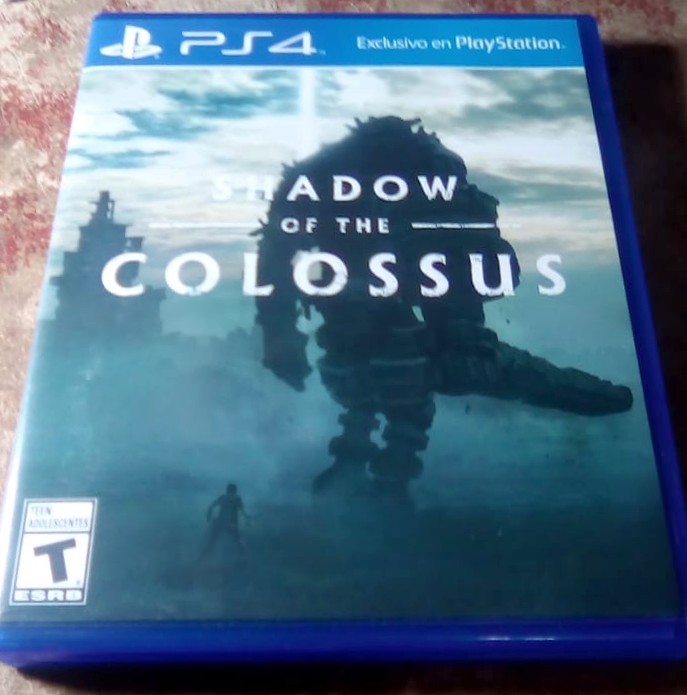 PS4
Exclusivo en PlayStation
SHADOW
OF THE
COLOSSUS
TEEN
ADOLESCENTES
T
ESRB